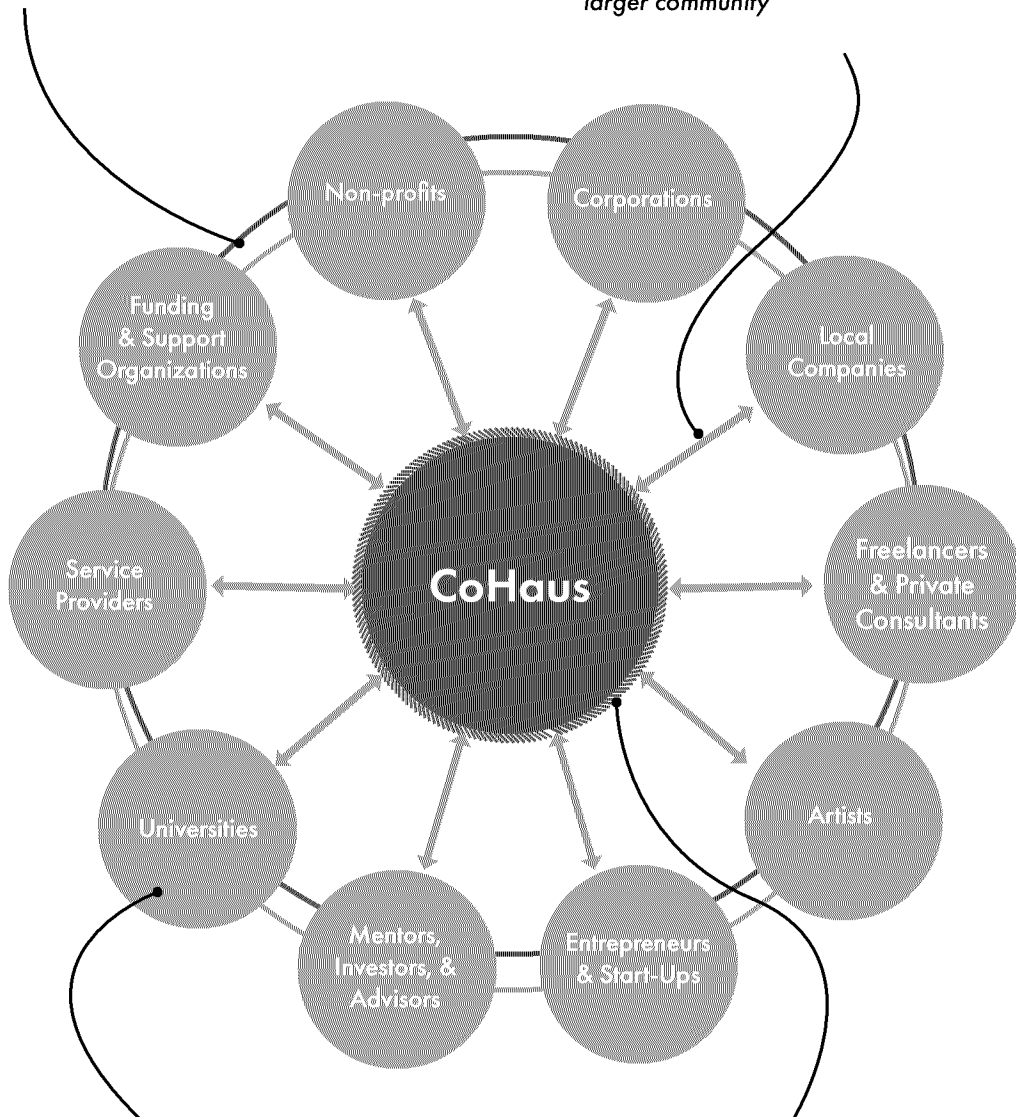 larger community
Non-profits
Corporations
Funding
& Support
Organizations
Local
Companies
Service
Providers
CoHaus
Freelancers
& Private
Consultants
Universities
Artists
Mentors,
Investors, &
Advisors
Entrepreneurs
& Start-Ups